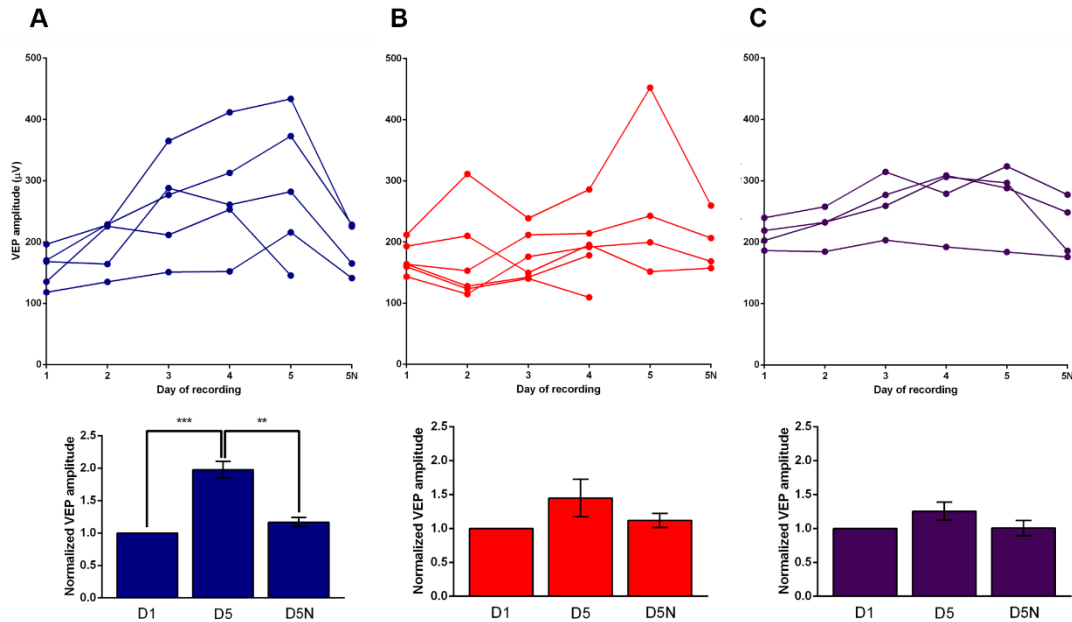 A
B
C
500
400
300
200
100
0
VEP amplitude (μV)
1 2 3 4 5 5N
Day of recording
500
400
300
200
100
0
1 2 3 4 5 5N
Day of recording
500
400
300
200
100
0
1 2 3 4 5 5N
Day of recording
*** **
2.5
2.0
1.5
1.0
0.5
0.0
Normalized VEP amplitude
D1 D5 D5N
2.5
2.0
1.5
1.0
0.5
0.0
Normalized VEP amplitude
D1 D5 D5N
2.5
2.0
1.5
1.0
0.5
0.0
Normalized VEP amplitude
D1 D5 D5N